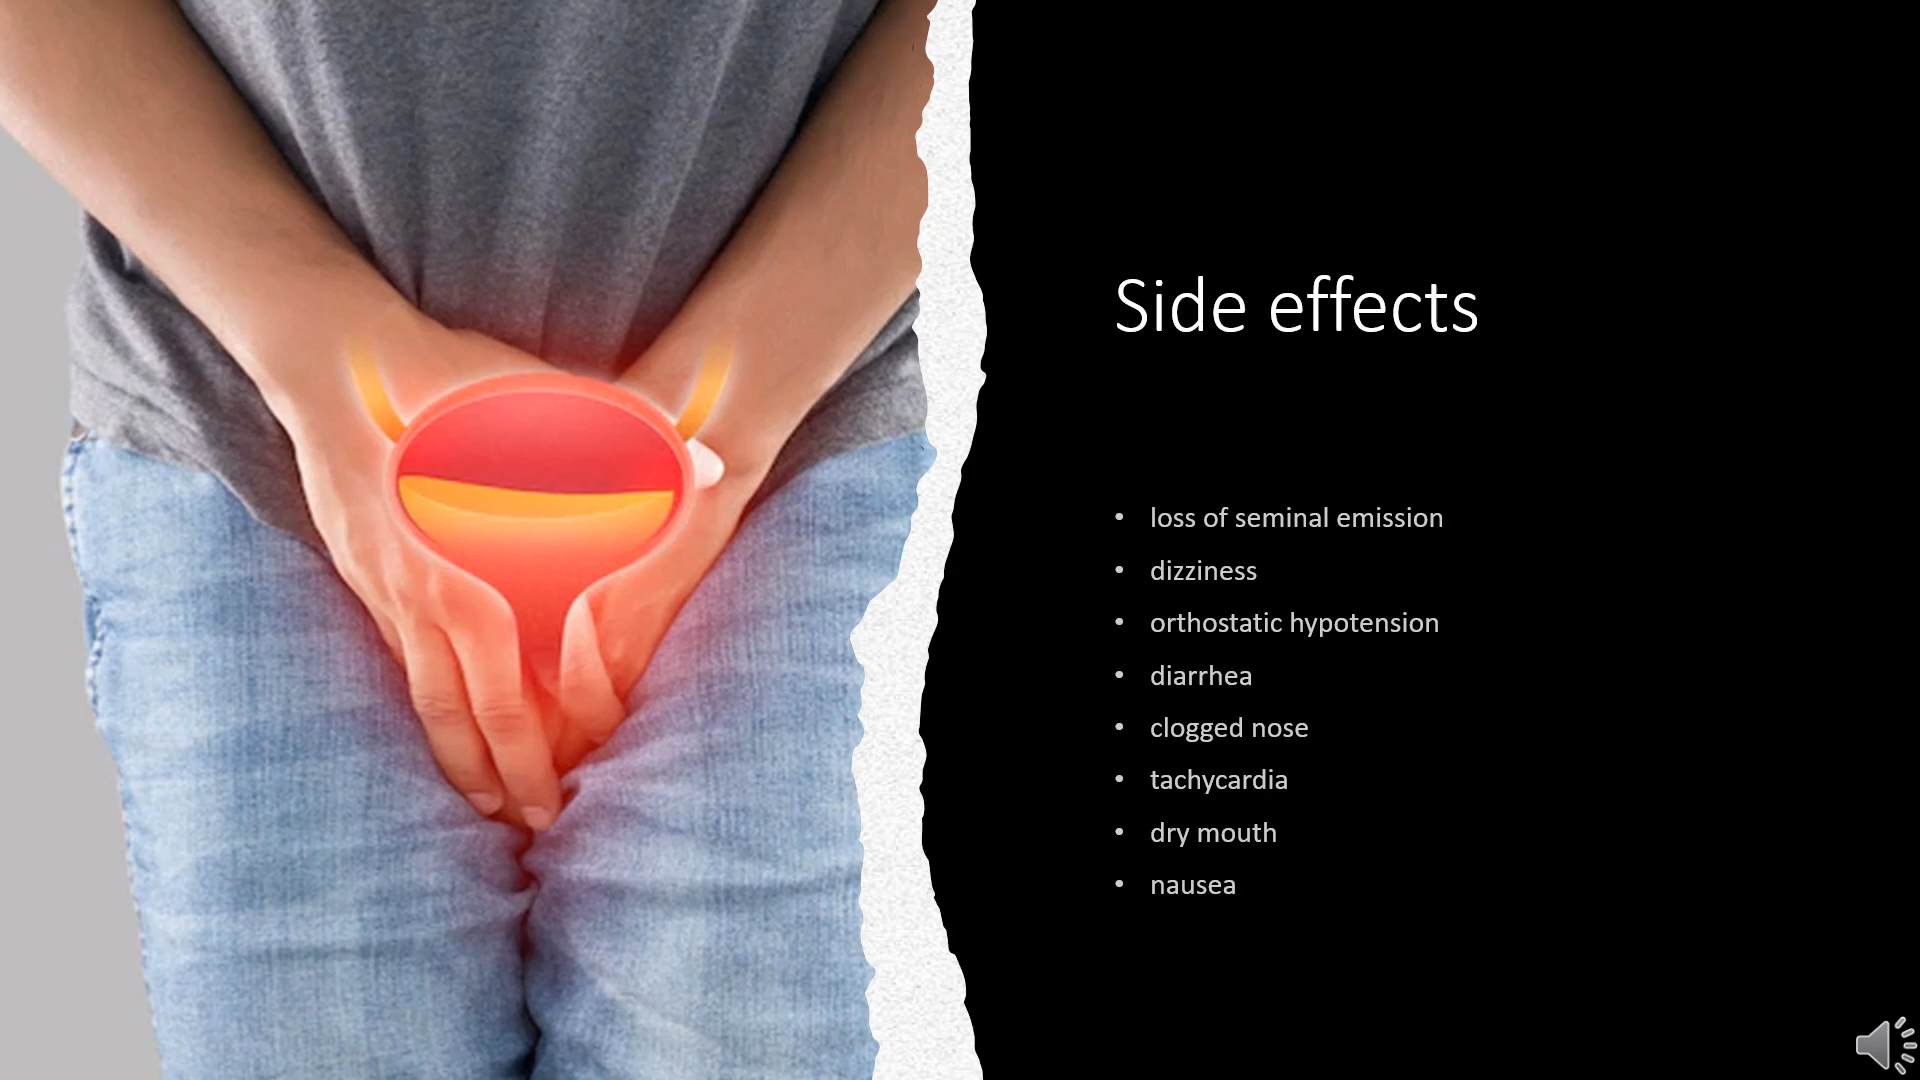 Side effects
• loss of seminal emission
• dizziness
• orthostatic hypotension
• diarrhea
• clogged nose
• tachycardia
• dry mouth
• nausea